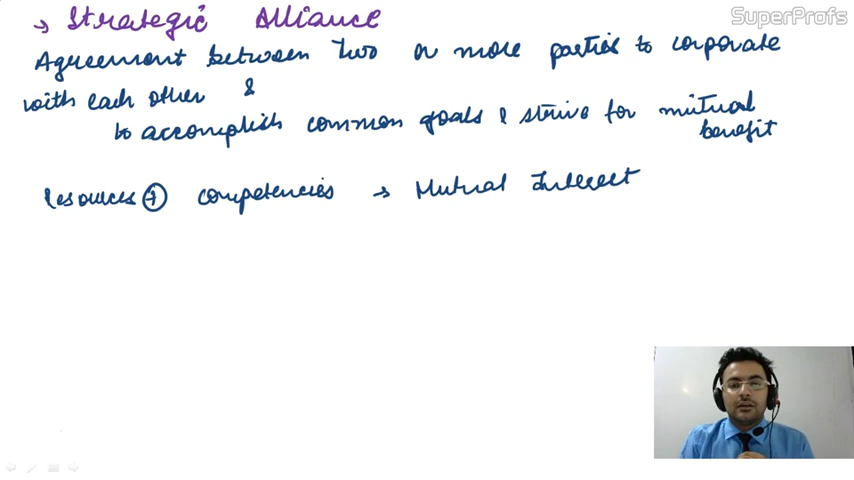 SuperProfs
→ Strategic Alliance
Agreement between two or more parties to corporate
with each other &
to accomplish common goals & strive for mutual
benefit
Resources + competencies → Mutual Interest